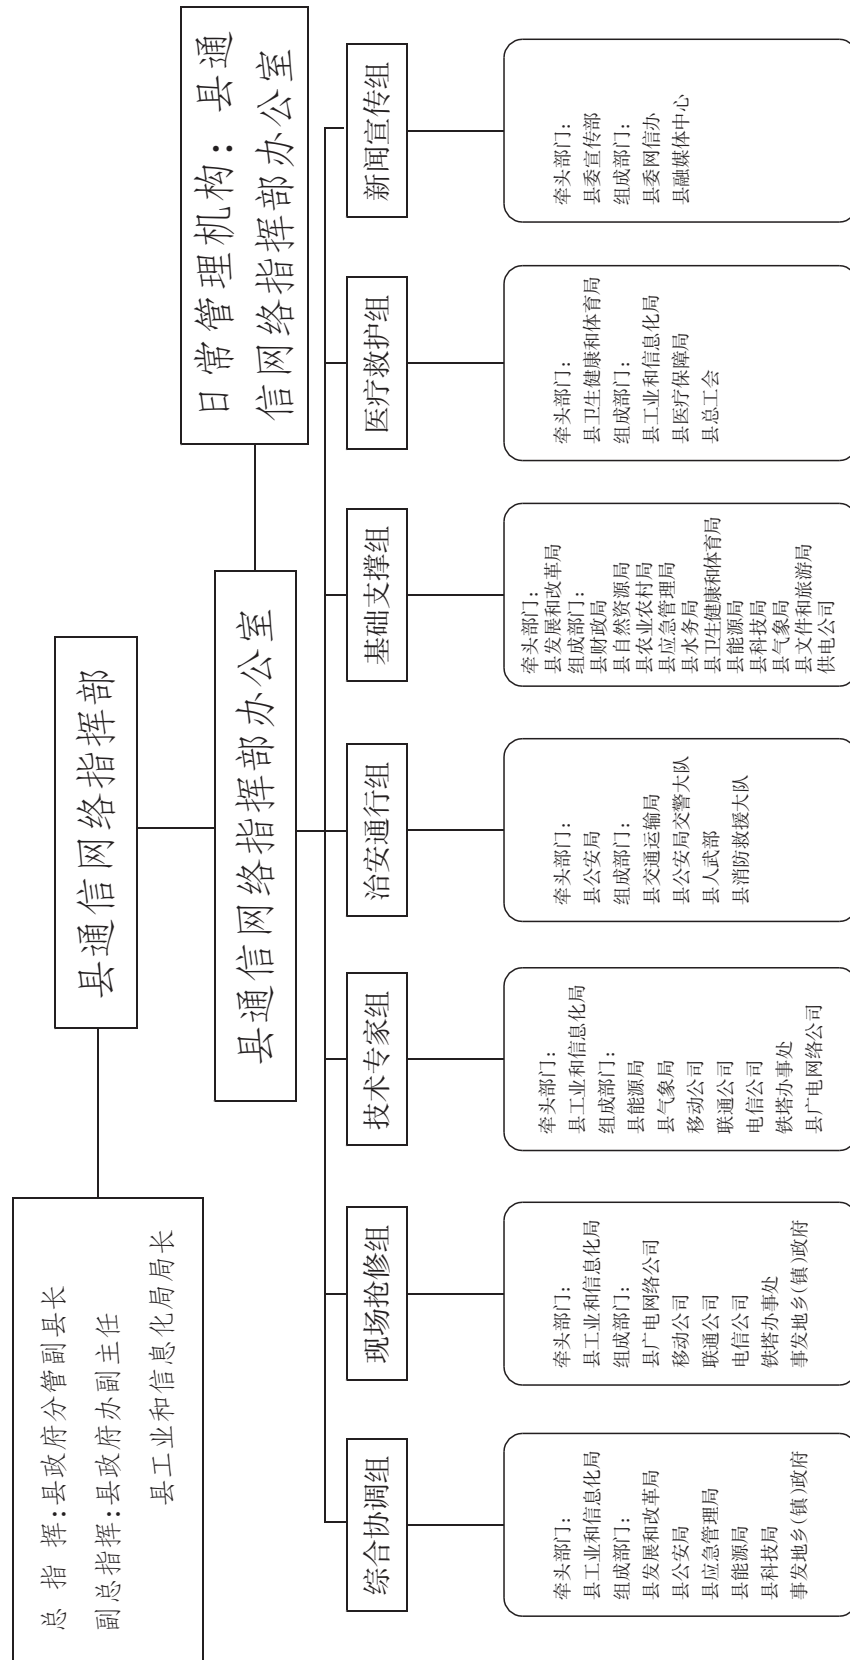 县通信网络指挥部
总 指 挥:县政府分管副县长
副总指挥:县政府办副主任
县工业和信息化局局长
县通信网络指挥部办公室
日常管理机构：县通
信网络指挥部办公室
综合协调组
牵头部门:
县工业和信息化局
组成部门:
县发展和改革局
县公安局
县应急管理局
县能源局
县科技局
事发地乡(镇)政府
现场抢修组
牵头部门:
县工业和信息化局
组成部门:
县广电网络公司
移动公司
联通公司
电信公司
铁塔办事处
事发地乡(镇)政府
技术专家组
牵头部门:
县工业和信息化局
组成部门:
县能源局
县气象局
移动公司
联通公司
电信公司
铁塔办事处
县广电网络公司
治安通行组
牵头部门:
县公安局
组成部门:
县交通运输局
县公安局交警大队
县人武部
县消防救援大队
基础支撑组
牵头部门:
县发展和改革局
组成部门:
县财政局
县自然资源局
县农业农村局
县应急管理局
县水务局
县卫生健康和体育局
县能源局
县科技局
县气象局
县文件和旅游局
供电公司
医疗救护组
牵头部门:
县卫生健康和体育局
组成部门:
县工业和信息化局
县医疗保障局
县总工会
新闻宣传组
牵头部门:
县委宣传部
组成部门:
县委网信办
县融媒体中心